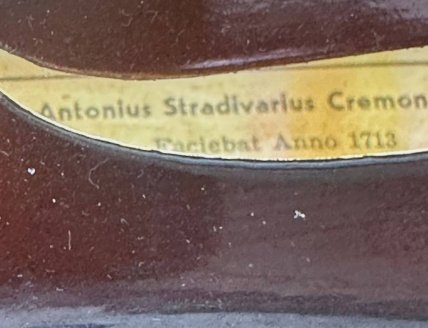 Antonius Stradivarius Cremon
Faciebat Anno 1713